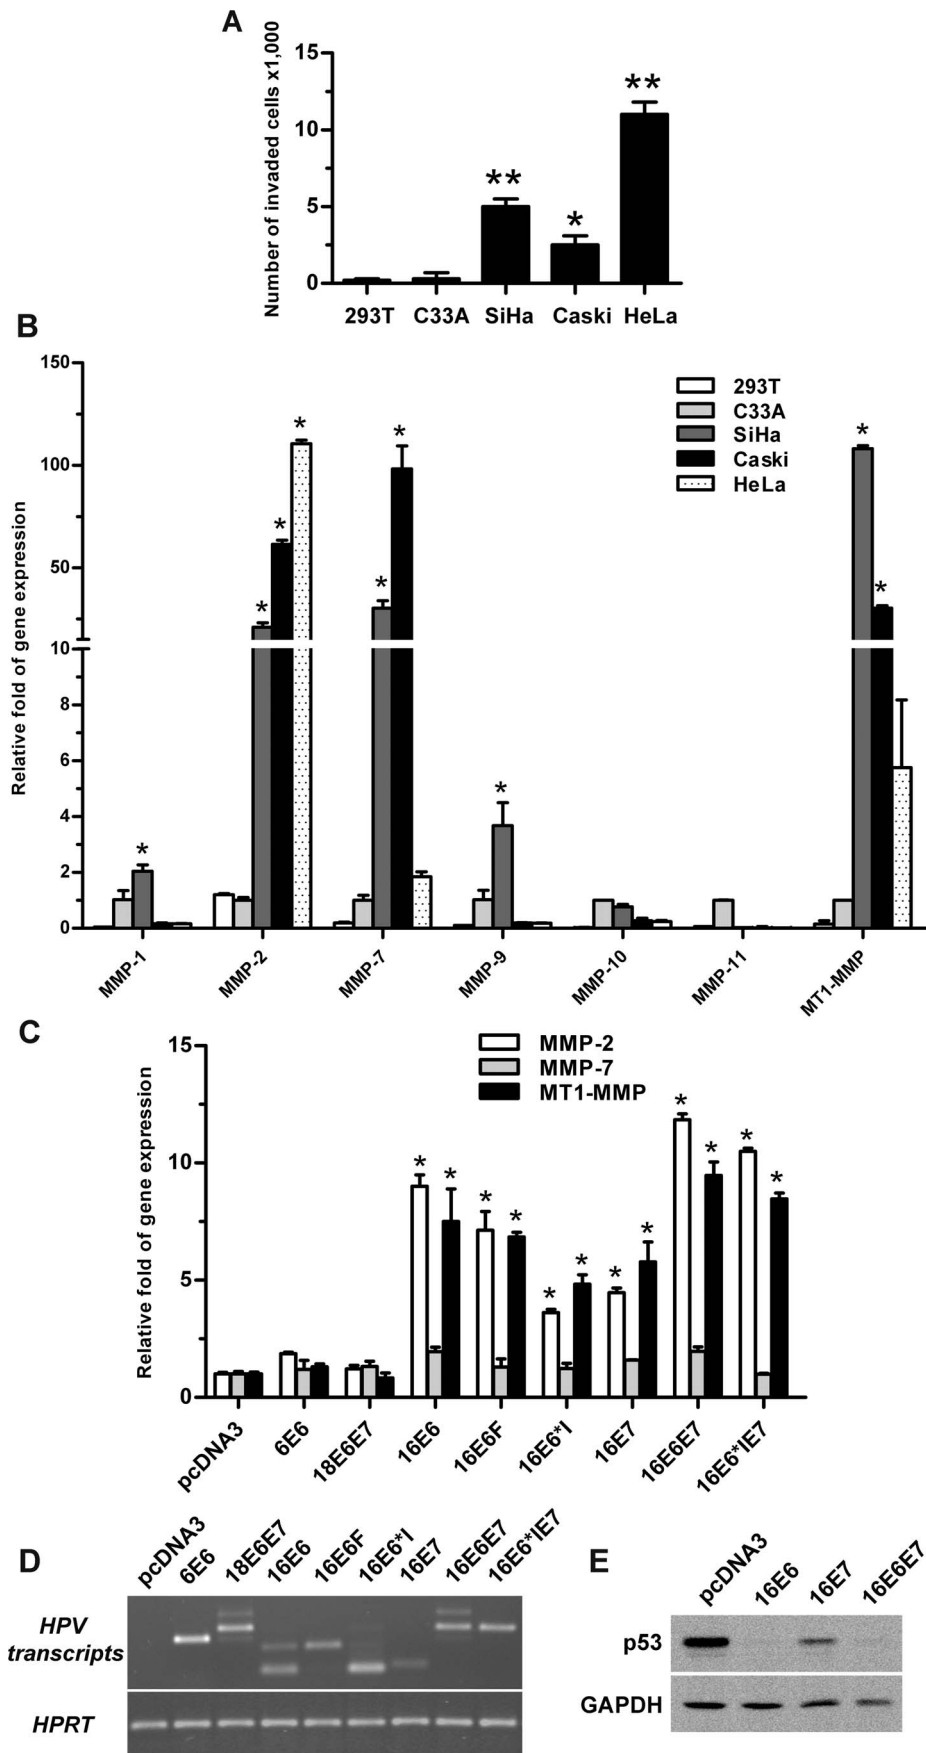 A
Number of invaded cells x1,000
15
10
5
0
**
*
**
293T C33A SiHa Caski HeLa
B
Relative fold of gene expression
150
100
50
10
8
6
4
2
0
293T
C33A
SiHa
Caski
HeLa
*
*
*
*
*
*
*
*
*
MMP-1 MMP-2 MMP-7 MMP-9 MMP-10 MMP-11 MT1-MMP
C
Relative fold of gene expression
15
10
5
0
MMP-2
MMP-7
MT1-MMP
* * * * * * * * * * * *
pcDNA3 6E6 18E6E7 16E6 16E6F 16E6*I 16E7 16E6E7 16E6*IE7
D
pcDNA3 6E6 18E6E7 16E6 16E6F 16E6*I 16E7 16E6E7 16E6*IE7
HPV
transcripts
HPRT
E
pcDNA3 16E6 16E7 16E6E7
p53
GAPDH